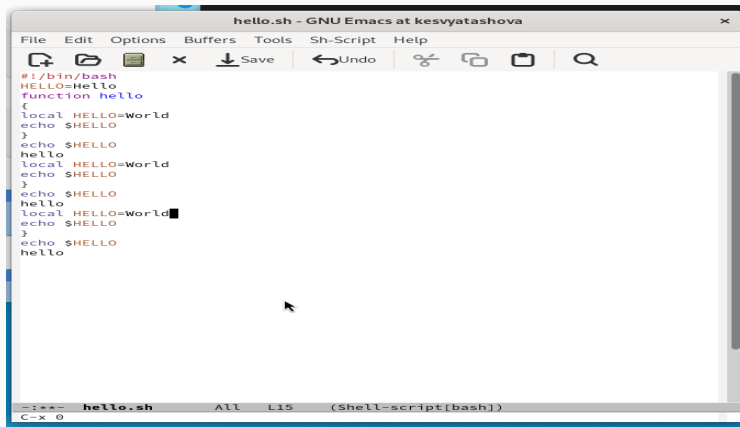 hello.sh - GNU Emacs at kesvyatashova
File Edit Options Buffers Tools Sh-Script Help
Save Undo
#!/bin/bash
HELLO=Hello
function hello
{
local HELLO=World
echo $HELLO
}
echo $HELLO
hello
local HELLO=World
echo $HELLO
}
echo $HELLO
hello
local HELLO=World
echo $HELLO
}
echo $HELLO
hello
-:**- hello.sh All L15 (Shell-script[bash])
C-x 0